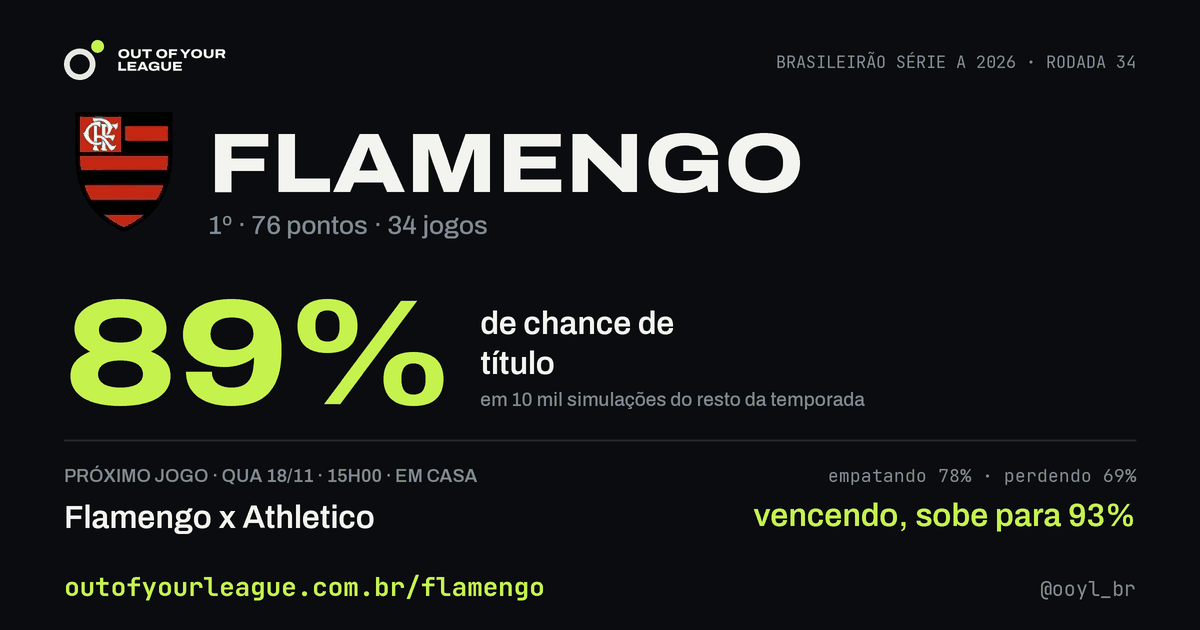 OUT OF YOUR
LEAGUE
BRASILEIRÃO SÉRIE A 2026 · RODADA 34
CRF
FLAMENGO
1º · 76 pontos · 34 jogos
89%
de chance de
título
em 10 mil simulações do resto da temporada
PRÓXIMO JOGO · QUA 18/11 · 15H00 · EM CASA
empatando 78% · perdendo 69%
Flamengo x Athletico
vencendo, sobe para 93%
outofyourleague.com.br/flamengo
@ooyl_br